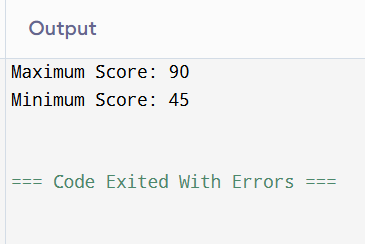 Output
Maximum Score: 90
Minimum Score: 45
=== Code Exited With Errors ===